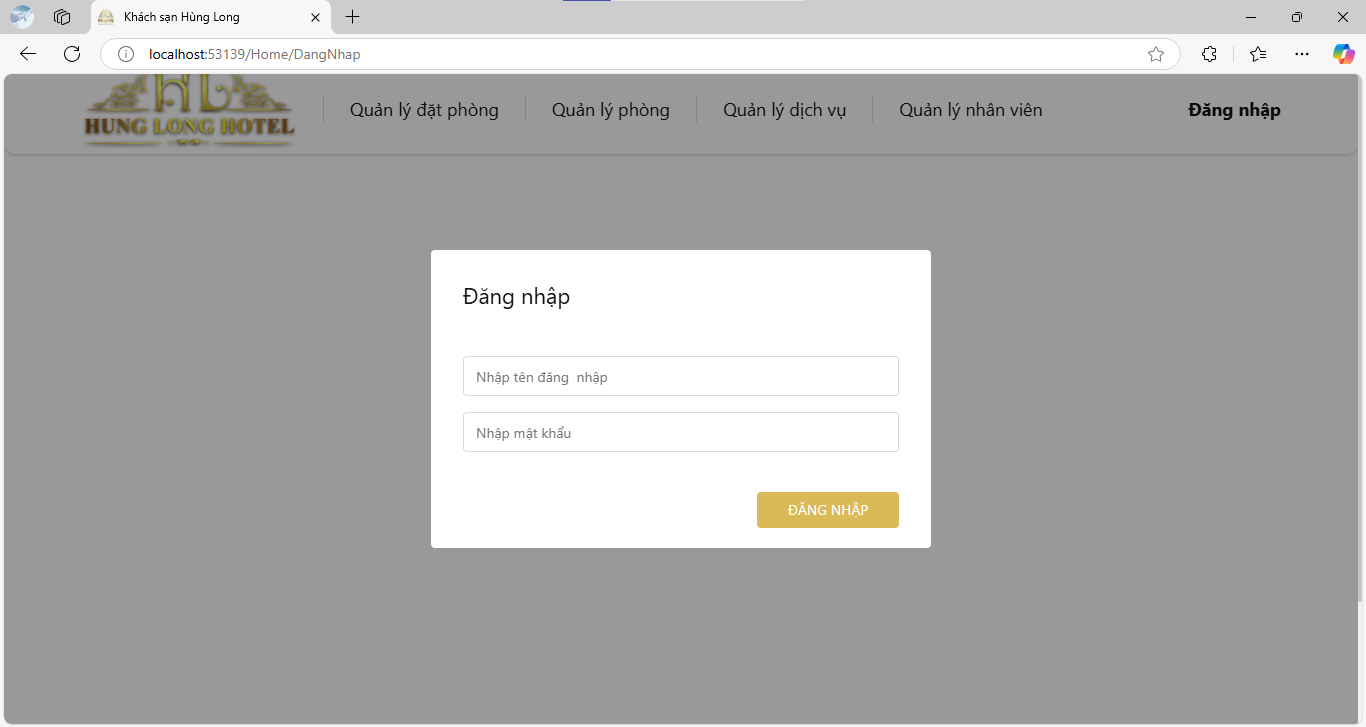 Khách sạn Hùng Long
localhost:53139/Home/DangNhap
HL
HUNG LONG HOTEL
Quản lý đặt phòng
Quản lý phòng
Quản lý dịch vụ
Quản lý nhân viên
Đăng nhập
Đăng nhập
Nhập tên đăng  nhập
Nhập mật khẩu
ĐĂNG NHẬP